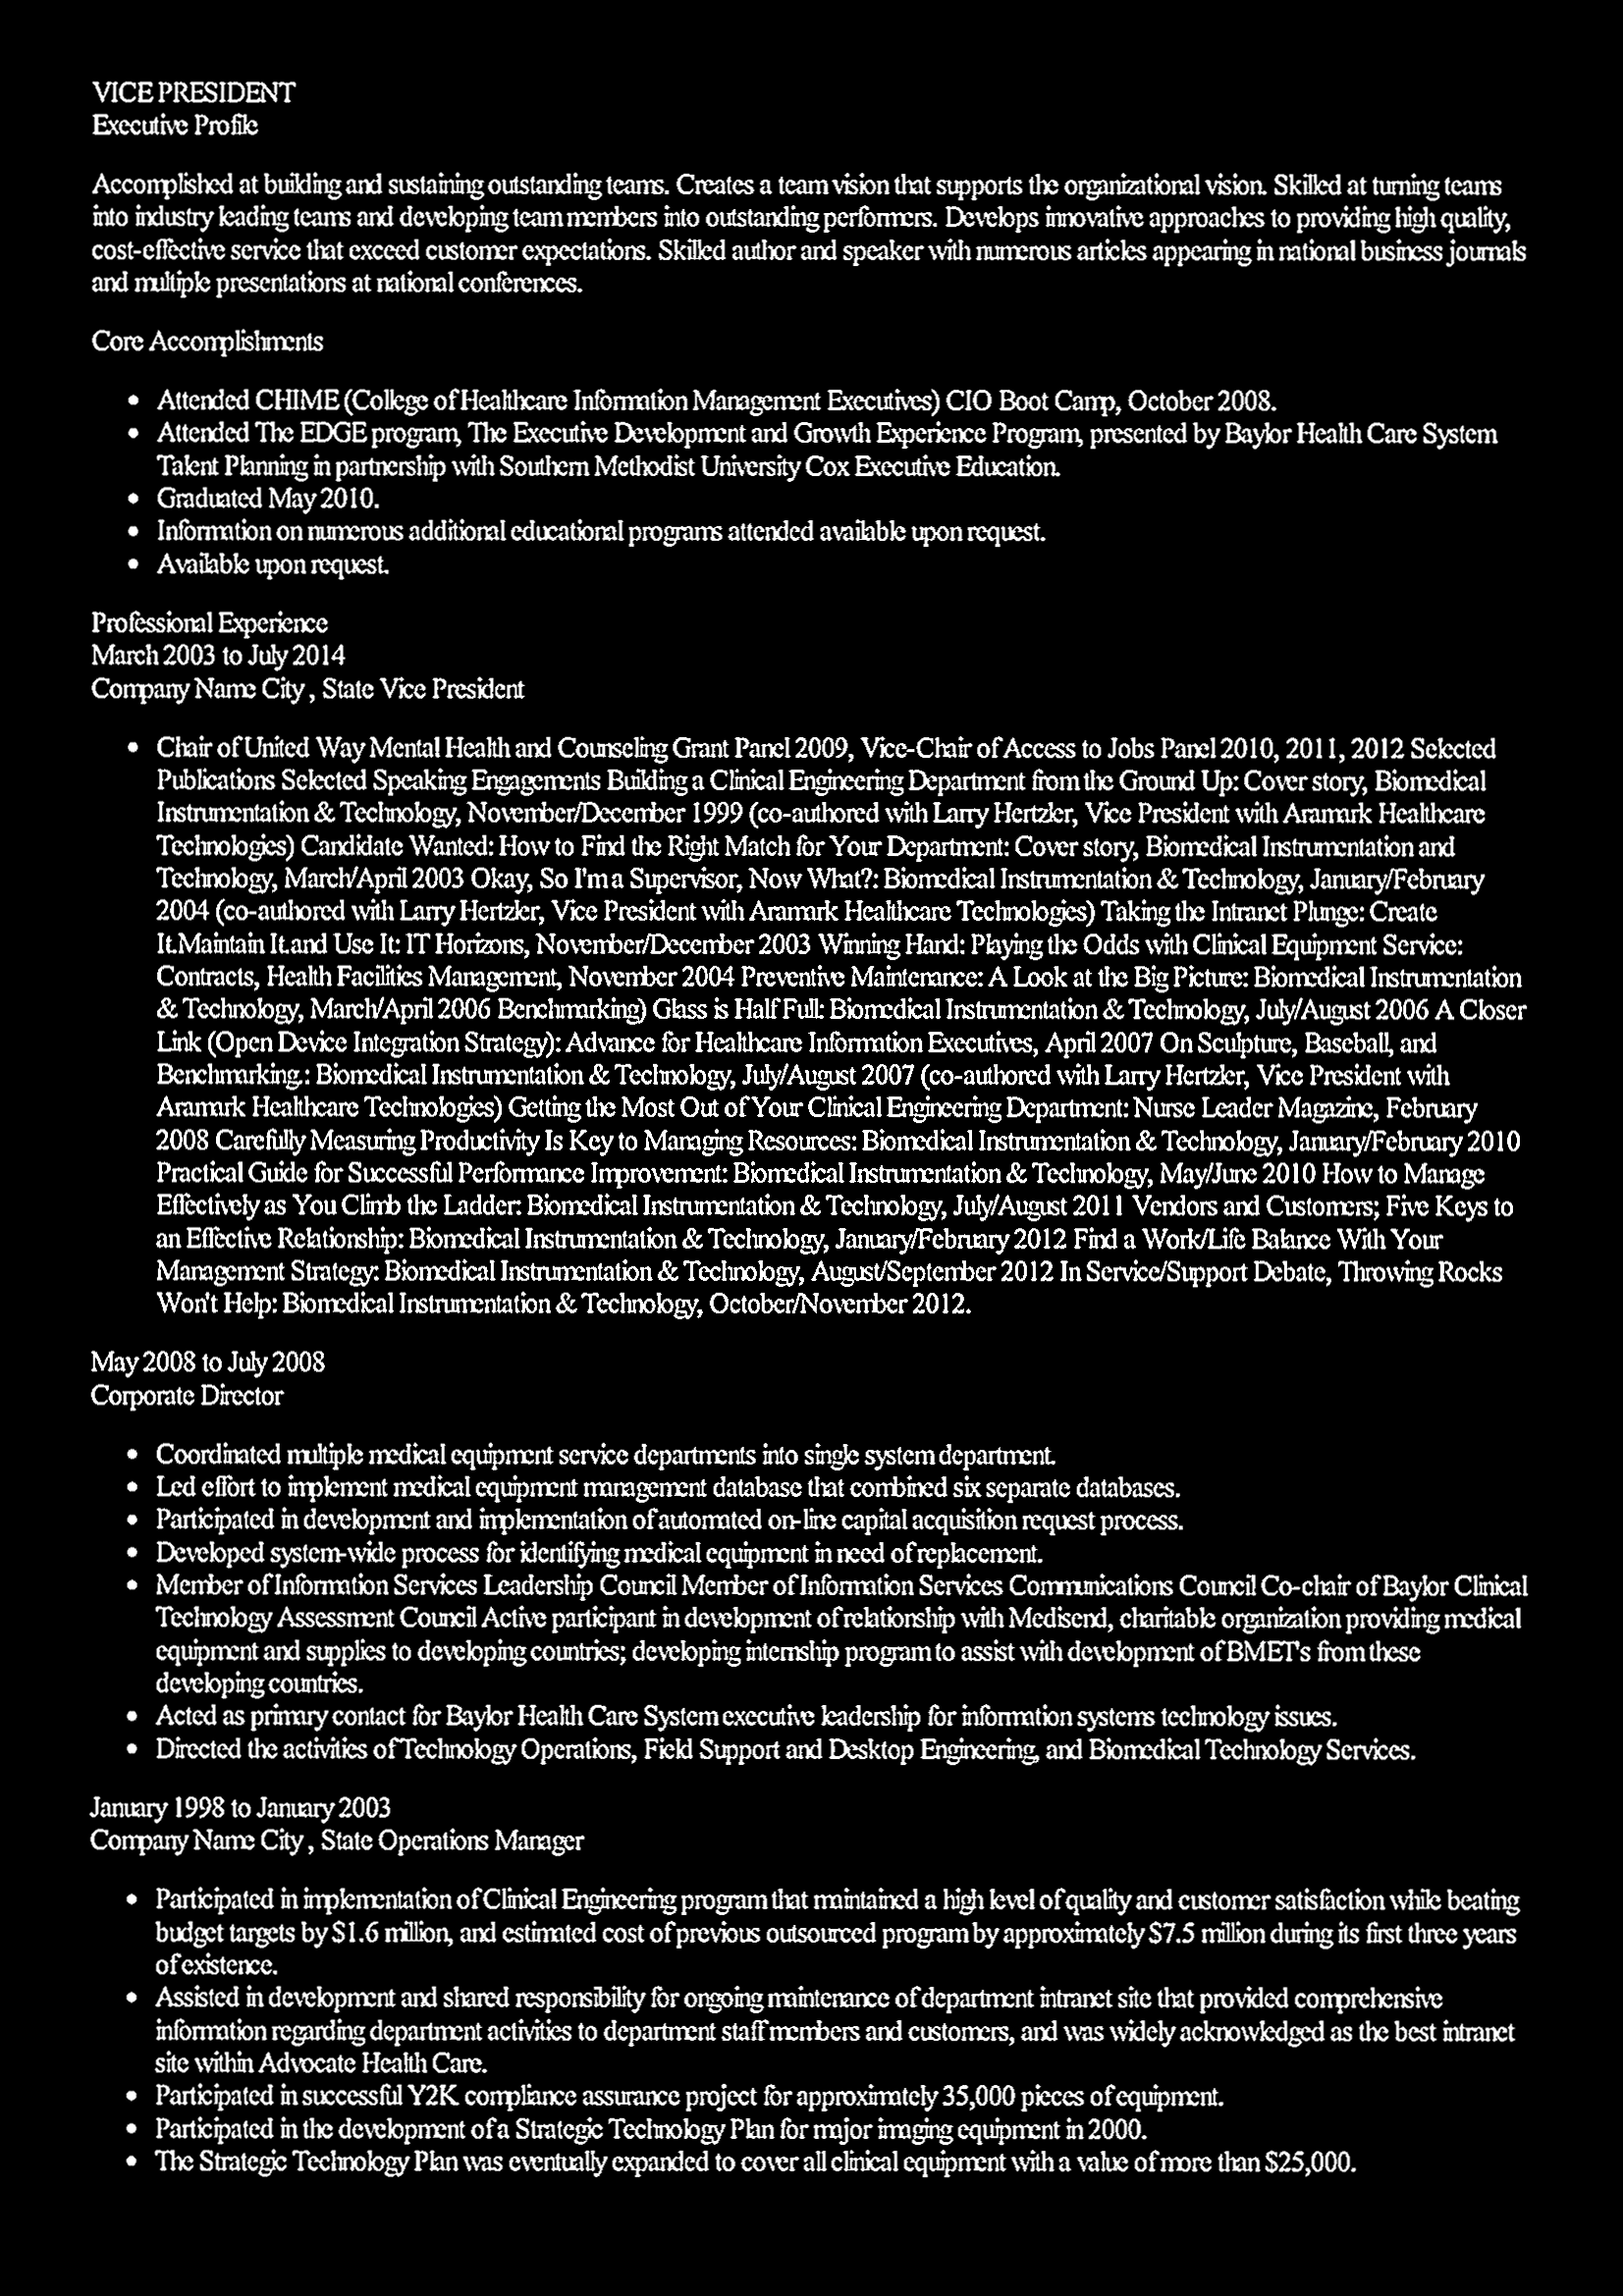 VICE PRESIDENT
Executive Profile
Accomplished at building and sustaining outstanding teams. Creates a team vision that supports the organizational vision. Skilled at turning teams
into industry leading teams and developing team members into outstanding performers. Develops innovative approaches to providing high quality,
cost-effective service that exceed customer expectations. Skilled author and speaker with numerous articles appearing in national business journals
and multiple presentations at national conferences.
Core Accomplishments
• Attended CHIME (College of Healthcare Information Management Executives) CIO Boot Camp, October 2008.
• Attended The EDGE program, The Executive Development and Growth Experience Program, presented by Baylor Health Care System
Talent Planning in partnership with Southern Methodist University Cox Executive Education.
• Graduated May 2010.
• Information on numerous additional educational programs attended available upon request.
• Available upon request.
Professional Experience
March 2003 to July 2014
Company Name City , State Vice President
• Chair of United Way Mental Health and Counseling Grant Panel 2009, Vice-Chair of Access to Jobs Panel 2010, 2011, 2012 Selected
Publications Selected Speaking Engagements Building a Clinical Engineering Department from the Ground Up: Cover story, Biomedical
Instrumentation & Technology, November/December 1999 (co-authored with Larry Hertzler, Vice President with Aramark Healthcare
Technologies) Candidate Wanted: How to Find the Right Match for Your Department: Cover story, Biomedical Instrumentation and
Technology, March/April 2003 Okay, So I'm a Supervisor, Now What?: Biomedical Instrumentation & Technology, January/February
2004 (co-authored with Larry Hertzler, Vice President with Aramark Healthcare Technologies) Taking the Intranet Plunge: Create
It.Maintain It.and Use It: IT Horizons, November/December 2003 Winning Hand: Playing the Odds with Clinical Equipment Service:
Contracts, Health Facilities Management, November 2004 Preventive Maintenance: A Look at the Big Picture: Biomedical Instrumentation
& Technology, March/April 2006 Benchmarking) Glass is Half Full: Biomedical Instrumentation & Technology, July/August 2006 A Closer
Link (Open Device Integration Strategy): Advance for Healthcare Information Executives, April 2007 On Sculpture, Baseball, and
Benchmarking.: Biomedical Instrumentation & Technology, July/August 2007 (co-authored with Larry Hertzler, Vice President with
Aramark Healthcare Technologies) Getting the Most Out of Your Clinical Engineering Department: Nurse Leader Magazine, February
2008 Carefully Measuring Productivity Is Key to Managing Resources: Biomedical Instrumentation & Technology, January/February 2010
Practical Guide for Successful Performance Improvement: Biomedical Instrumentation & Technology, May/June 2010 How to Manage
Effectively as You Climb the Ladder: Biomedical Instrumentation & Technology, July/August 2011 Vendors and Customers; Five Keys to
an Effective Relationship: Biomedical Instrumentation & Technology, January/February 2012 Find a Work/Life Balance With Your
Management Strategy: Biomedical Instrumentation & Technology, August/September 2012 In Service/Support Debate, Throwing Rocks
Won't Help: Biomedical Instrumentation & Technology, October/November 2012.
May 2008 to July 2008
Corporate Director
• Coordinated multiple medical equipment service departments into single system department.
• Led effort to implement medical equipment management database that combined six separate databases.
• Participated in development and implementation of automated on-line capital acquisition request process.
• Developed system-wide process for identifying medical equipment in need of replacement.
• Member of Information Services Leadership Council Member of Information Services Communications Council Co-chair of Baylor Clinical
Technology Assessment Council Active participant in development of relationship with Medisend, charitable organization providing medical
equipment and supplies to developing countries; developing internship program to assist with development of BMET's from these
developing countries.
• Acted as primary contact for Baylor Health Care System executive leadership for information systems technology issues.
• Directed the activities of Technology Operations, Field Support and Desktop Engineering, and Biomedical Technology Services.
January 1998 to January 2003
Company Name City , State Operations Manager
• Participated in implementation of Clinical Engineering program that maintained a high level of quality and customer satisfaction while beating
budget targets by $1.6 million, and estimated cost of previous outsourced program by approximately $7.5 million during its first three years
of existence.
• Assisted in development and shared responsibility for ongoing maintenance of department intranet site that provided comprehensive
information regarding department activities to department staff members and customers, and was widely acknowledged as the best intranet
site within Advocate Health Care.
• Participated in successful Y2K compliance assurance project for approximately 35,000 pieces of equipment.
• Participated in the development of a Strategic Technology Plan for major imaging equipment in 2000.
• The Strategic Technology Plan was eventually expanded to cover all clinical equipment with a value of more than $25,000.